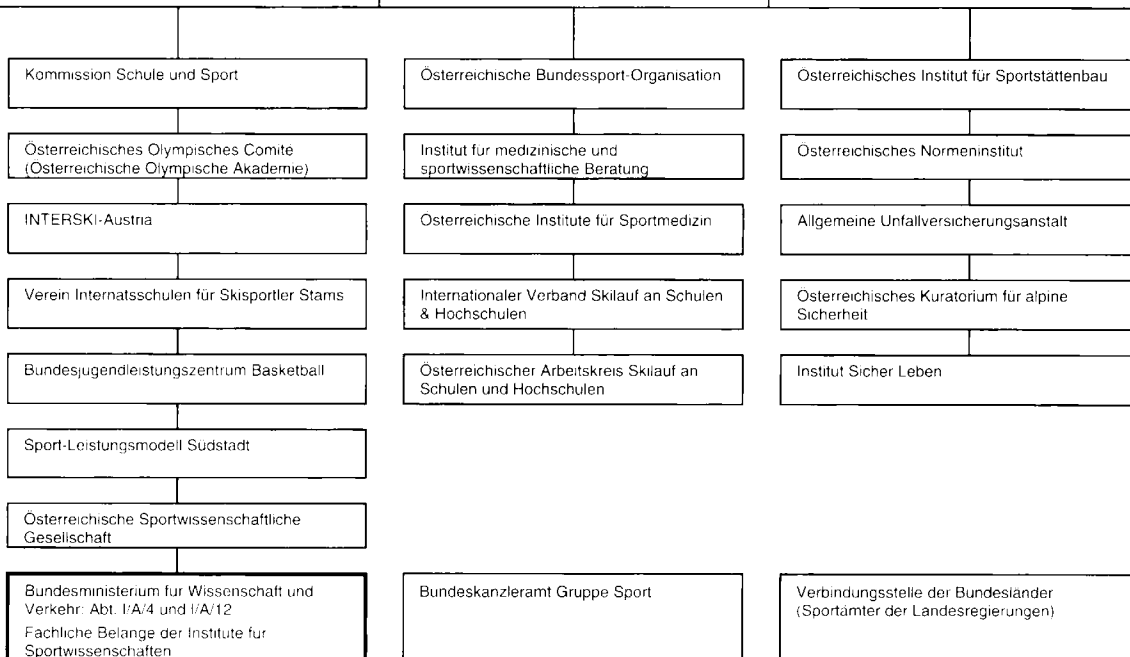 Kommission Schule und Sport
Österreichisches Olympisches Comité
(Österreichische Olympische Akademie)
INTERSKI-Austria
Verein Internatsschulen für Skisportler Stams
Bundesjugendleistungszentrum Basketball
Sport-Leistungsmodell Südstadt
Österreichische Sportwissenschaftliche
Gesellschaft
Bundesministerium für Wissenschaft und
Verkehr: Abt. I/A/4 und I/A/12
Fachliche Belange der Institute für
Sportwissenschaften
Österreichische Bundessport-Organisation
Institut für medizinische und
sportwissenschaftliche Beratung
Österreichische Institute für Sportmedizin
Internationaler Verband Skilauf an Schulen
& Hochschulen
Österreichischer Arbeitskreis Skilauf an
Schulen und Hochschulen
Bundeskanzleramt Gruppe Sport
Österreichisches Institut für Sportstättenbau
Österreichisches Normeninstitut
Allgemeine Unfallversicherungsanstalt
Österreichisches Kuratorium für alpine
Sicherheit
Institut Sicher Leben
Verbindungsstelle der Bundesländer
(Sportämter der Landesregierungen)